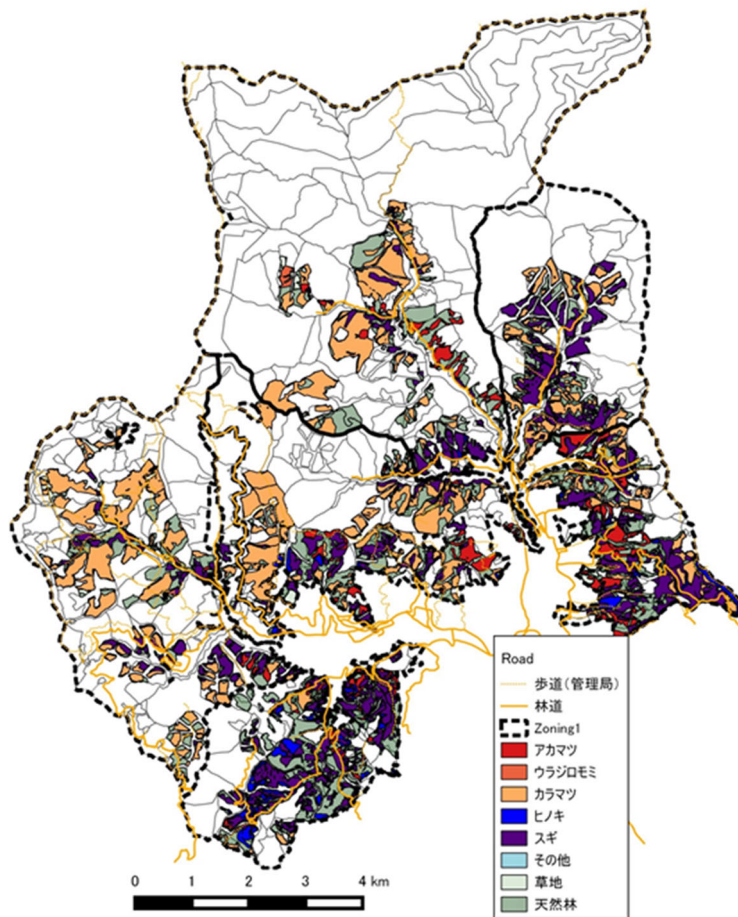 Road
歩道(管理局)
林道
Zoning1
アカマツ
ウラジロモミ
カラマツ
ヒノキ
スギ
その他
草地
天然林
0 1 2 3 4 km